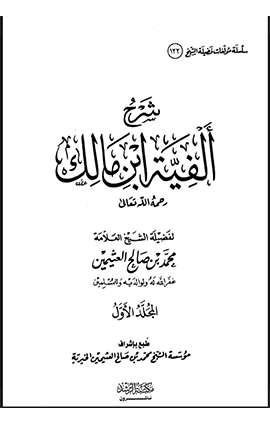 سلسلة مؤلفات فضيلة الشيخ (١٢٢)
شرح
ألفية ابن مالك
رحمه الله تعالى
لفضيلة الشيخ العلامة
محمد بن صالح العثيمين
غفر الله له ولوالديه وللمسلمين
المجلد الأول
طبع بإشراف
مؤسسة الشيخ محمد بن صالح العثيمين الخيرية
مكتبة الرشد
ناشرون